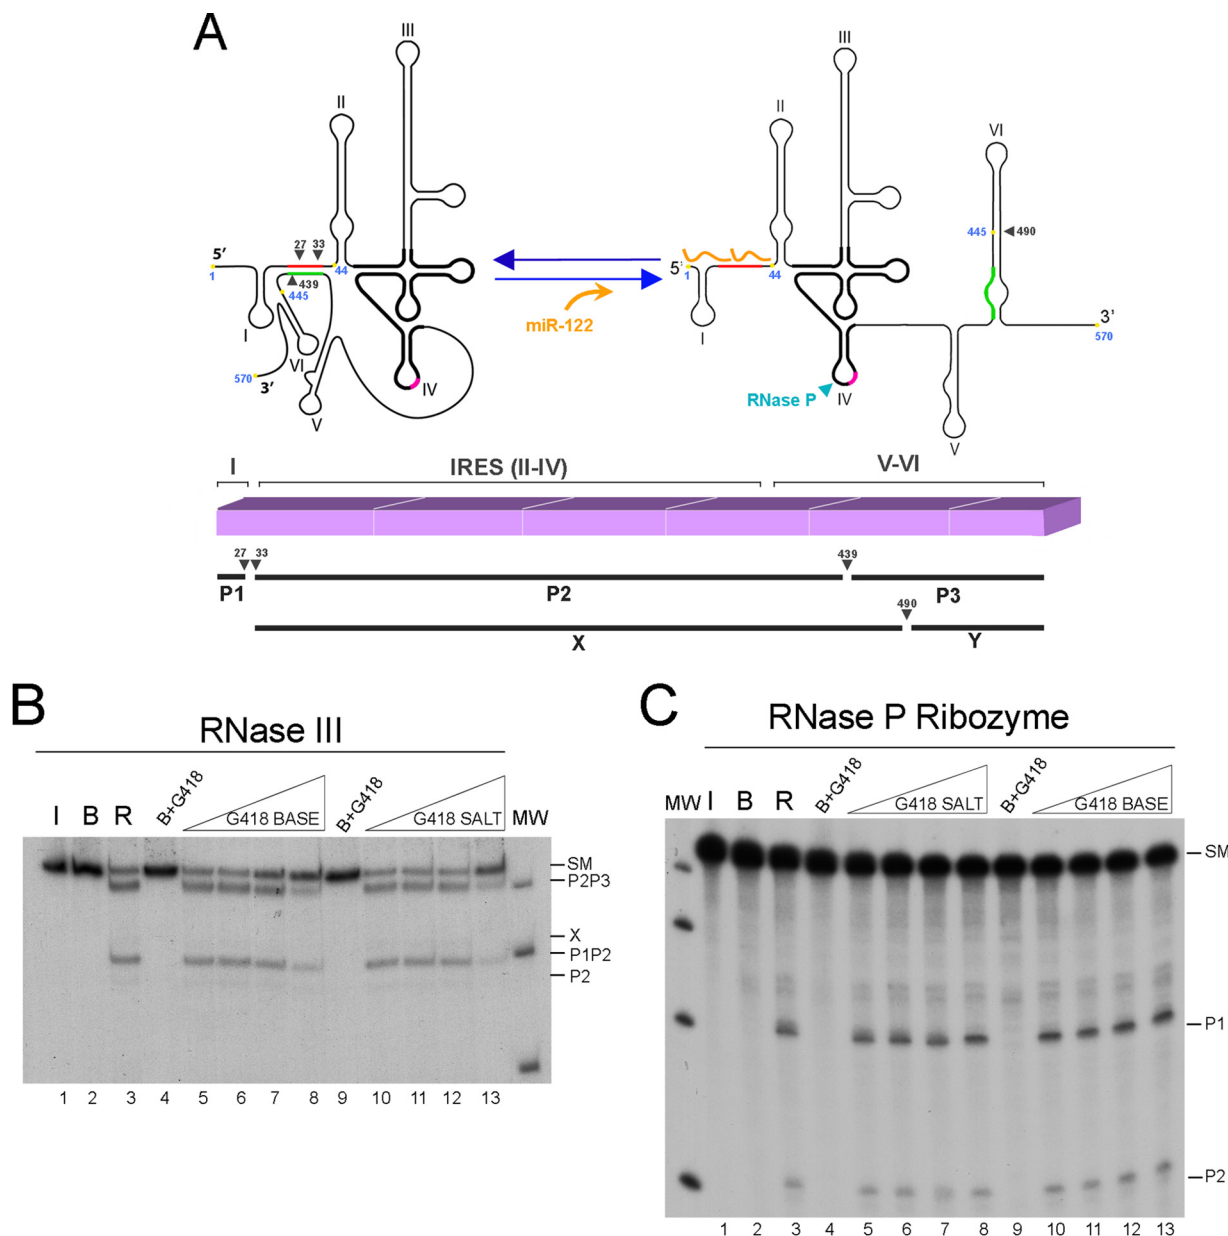 A
III
II
27 33
5'
1
44
439
445
I
VI
570 3'
V
IV
miR-122
III
II
VI
445
490
5'
1
44
I
3'
570
RNase P
IV
V
I
IRES (II-IV)
V-VI
27 33
439
P1
P2
P3
490
X
Y
B
RNase III
I B R B+G418 G418 BASE B+G418 G418 SALT MW
SM
P2P3
X
P1P2
P2
1 2 3 4 5 6 7 8 9 10 11 12 13
C
RNase P Ribozyme
MW I B R B+G418 G418 SALT B+G418 G418 BASE
SM
P1
P2
1 2 3 4 5 6 7 8 9 10 11 12 13